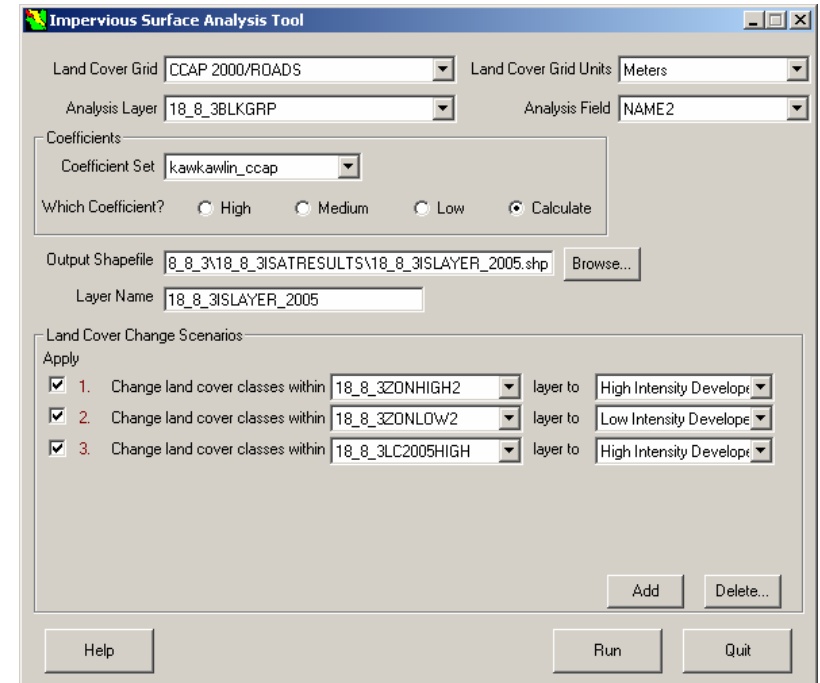 Impervious Surface Analysis Tool
Land Cover Grid CCAP 2000/ROADS Land Cover Grid Units Meters
Analysis Layer 18_8_3BLKGRP Analysis Field NAME2
Coefficients
Coefficient Set kawkawlin_ccap
Which Coefficient? High Medium Low Calculate
Output Shapefile 8_8_3\18_8_3ISATRESULTS\18_8_3ISLAYER_2005.shp Browse...
Layer Name 18_8_3ISLAYER_2005
Land Cover Change Scenarios
Apply
1. Change land cover classes within 18_8_3ZONHIGH2 layer to High Intensity Develope
2. Change land cover classes within 18_8_3ZONLOW2 layer to Low Intensity Develope
3. Change land cover classes within 18_8_3LC2005HIGH layer to High Intensity Develope
Add Delete...
Help Run Quit